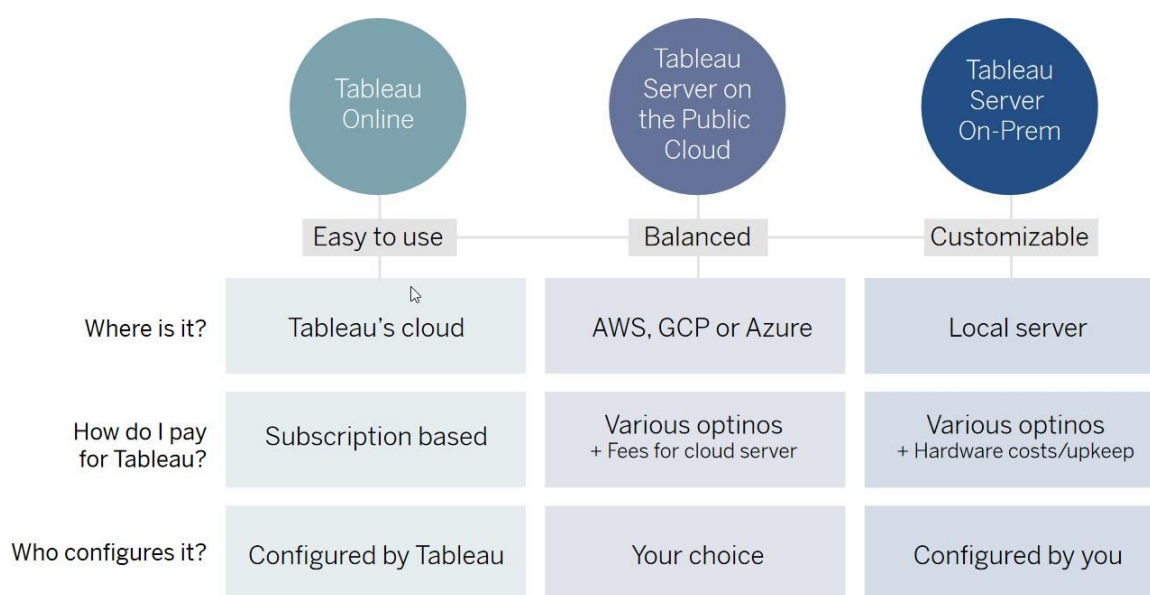 Tableau
Online
Tableau
Server on
the Public
Cloud
Tableau
Server
On-Prem
Easy to use
Balanced
Customizable
Where is it?
Tableau's cloud
AWS, GCP or Azure
Local server
How do I pay
for Tableau?
Subscription based
Various optinos
+ Fees for cloud server
Various optinos
+ Hardware costs/upkeep
Who configures it?
Configured by Tableau
Your choice
Configured by you